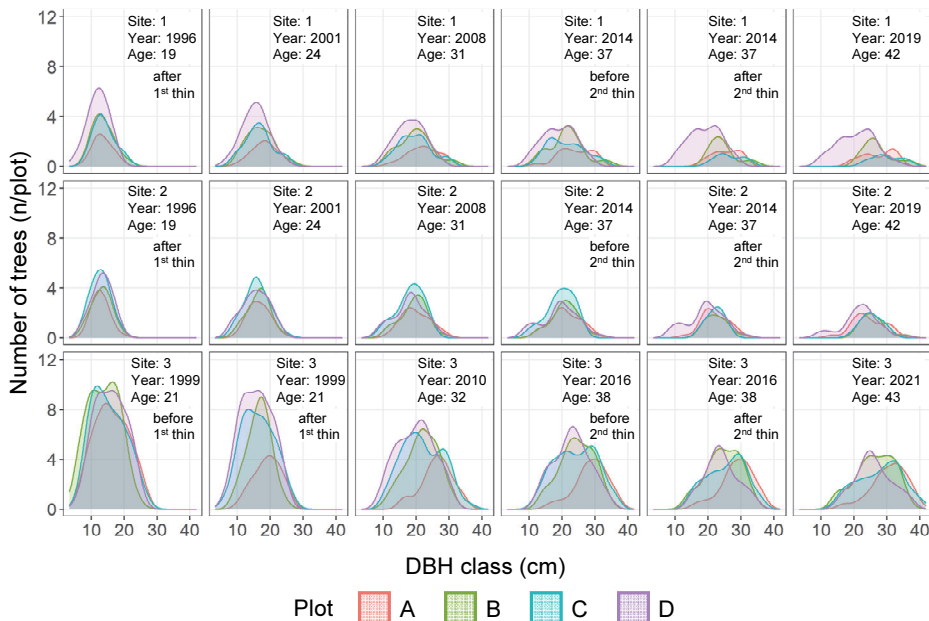 Number of trees (n/plot)
12
8
4
0
Site: 1
Year: 1996
Age: 19
after
1st thin
Site: 1
Year: 2001
Age: 24
Site: 1
Year: 2008
Age: 31
Site: 1
Year: 2014
Age: 37
before
2nd thin
Site: 1
Year: 2014
Age: 37
after
2nd thin
Site: 1
Year: 2019
Age: 42
12
8
4
0
Site: 2
Year: 1996
Age: 19
after
1st thin
Site: 2
Year: 2001
Age: 24
Site: 2
Year: 2008
Age: 31
Site: 2
Year: 2014
Age: 37
before
2nd thin
Site: 2
Year: 2014
Age: 37
after
2nd thin
Site: 2
Year: 2019
Age: 42
12
8
4
0
Site: 3
Year: 1999
Age: 21
before
1st thin
Site: 3
Year: 1999
Age: 21
after
1st thin
Site: 3
Year: 2010
Age: 32
Site: 3
Year: 2016
Age: 38
before
2nd thin
Site: 3
Year: 2016
Age: 38
after
2nd thin
Site: 3
Year: 2021
Age: 43
10 20 30 40 10 20 30 40 10 20 30 40 10 20 30 40 10 20 30 40 10 20 30 40
DBH class (cm)
Plot A B C D